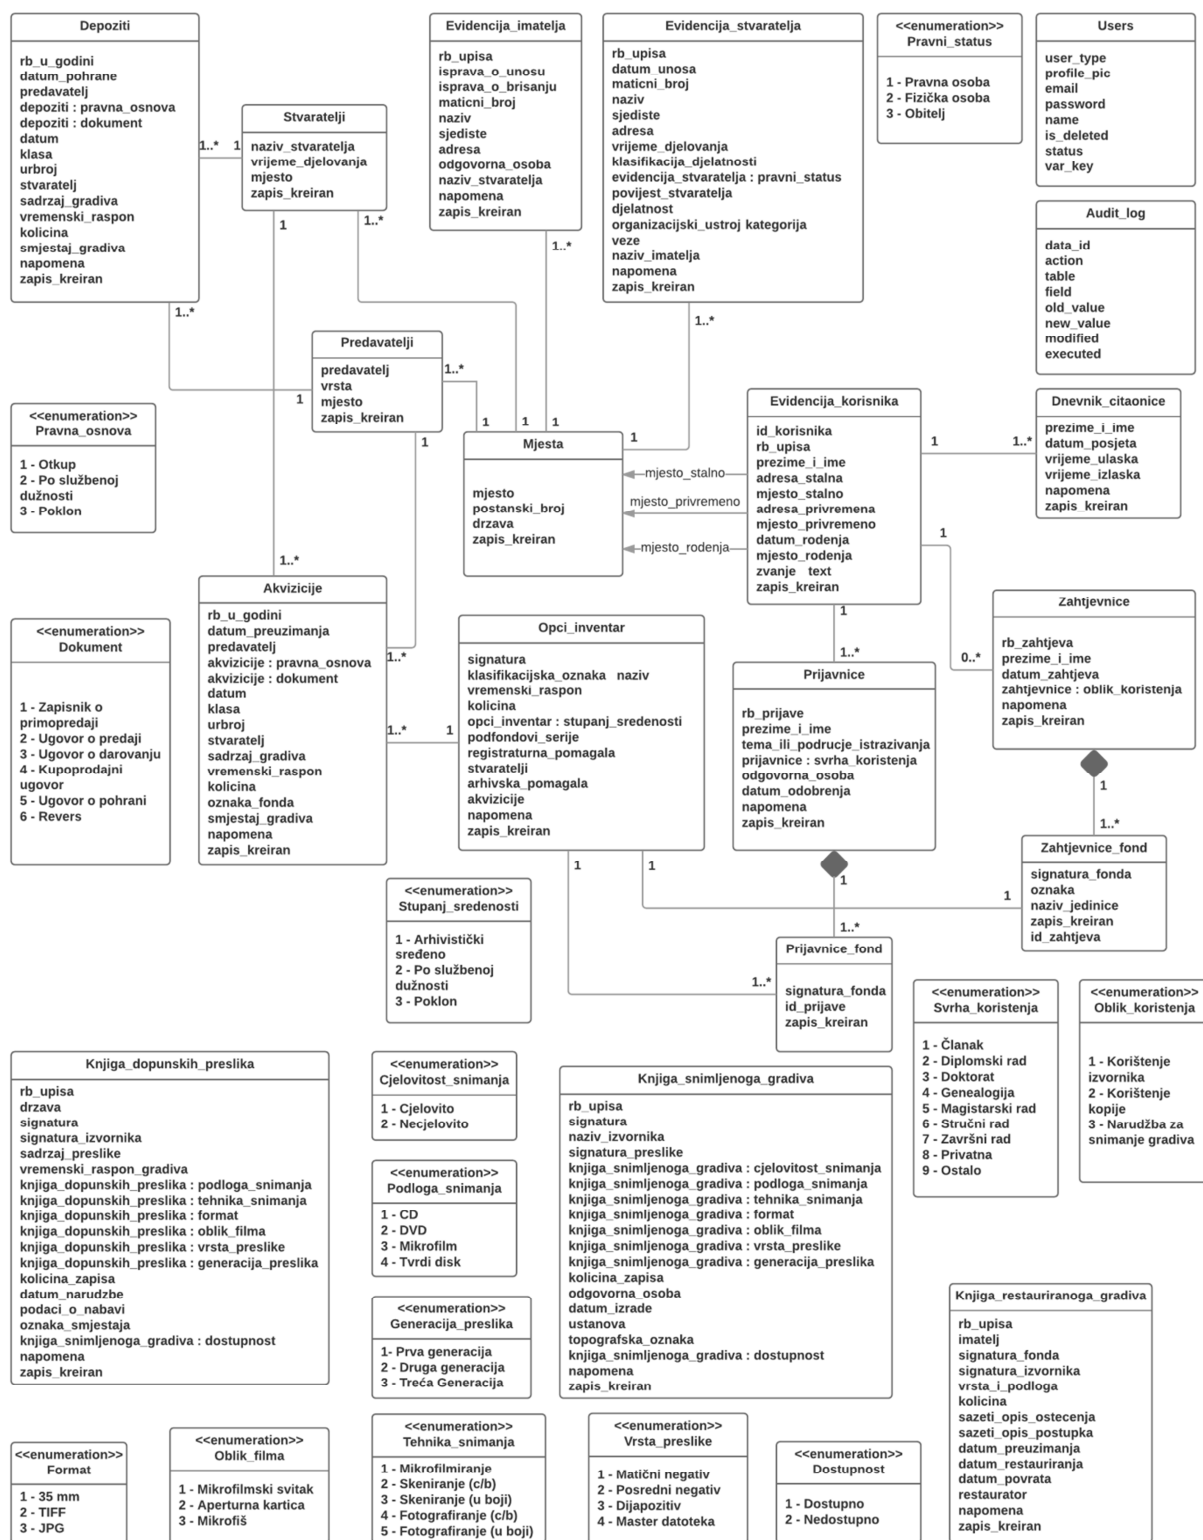 Depoziti
rb_u_godini
datum_pohrane
predavatelj
depoziti : pravna_osnova
depoziti : dokument
datum
klasa
urbroj
stvaratelj
sadrzaj_gradiva
vremenski_raspon
kolicina
smjestaj_gradiva
napomena
zapis_kreiran
1..*
1
1..*
Stvaratelji
naziv_stvaratelja
vrijeme_djelovanja
mjesto
zapis_kreiran
1
1..*
Evidencija_imatelja
rb_upisa
isprava_o_unosu
isprava_o_brisanju
maticni_broj
naziv
sjediste
adresa
odgovorna_osoba
naziv_stvaratelja
napomena
zapis_kreiran
1..*
Evidencija_stvaratelja
rb_upisa
datum_unosa
maticni_broj
naziv
sjediste
adresa
vrijeme_djelovanja
klasifikacija_djelatnosti
evidencija_stvaratelja : pravni_status
povijest_stvaratelja
djelatnost
organizacijski_ustroj kategorija
veze
naziv_imatelja
napomena
zapis_kreiran
1..*
<<enumeration>>
Pravni_status
1 - Pravna osoba
2 - Fizička osoba
3 - Obitelj
Users
user_type
profile_pic
email
password
name
is_deleted
status
var_key
Audit_log
data_id
action
table
field
old_value
new_value
modified
executed
Predavatelji
predavatelj
vrsta
mjesto
zapis_kreiran
1..*
1
1
<<enumeration>>
Pravna_osnova
1 - Otkup
2 - Po službenoj
dužnosti
3 - Poklon
1
1
1
1
Mjesta
mjesto
postanski_broj
drzava
zapis_kreiran
mjesto_stalno
mjesto_privremeno
mjesto_rodenja
Evidencija_korisnika
id_korisnika
rb_upisa
prezime_i_ime
adresa_stalna
mjesto_stalno
adresa_privremena
mjesto_privremeno
datum_rodenja
mjesto_rodenja
zvanje text
zapis_kreiran
1
1..*
1
0..*
1
1..*
Dnevnik_citaonice
prezime_i_ime
datum_posjeta
vrijeme_ulaska
vrijeme_izlaska
napomena
zapis_kreiran
1..*
Akvizicije
rb_u_godini
datum_preuzimanja
predavatelj
akvizicije : pravna_osnova
akvizicije : dokument
datum
klasa
urbroj
stvaratelj
sadrzaj_gradiva
vremenski_raspon
kolicina
oznaka_fonda
smjestaj_gradiva
napomena
zapis_kreiran
1..*
1..*
1
<<enumeration>>
Dokument
1 - Zapisnik o
primopredaji
2 - Ugovor o predaji
3 - Ugovor o darovanju
4 - Kupoprodajni
ugovor
5 - Ugovor o pohrani
6 - Revers
Opci_inventar
signatura
klasifikacijska_oznaka naziv
vremenski_raspon
kolicina
opci_inventar : stupanj_sredenosti
podfondovi_serije
registraturna_pomagala
stvaratelji
arhivska_pomagala
akvizicije
napomena
zapis_kreiran
1
1
Prijavnice
rb_prijave
prezime_i_ime
tema_ili_podrucje_istrazivanja
prijavnice : svrha_koristenja
odgovorna_osoba
datum_odobrenja
napomena
zapis_kreiran
1
1..*
Zahtjevnice
rb_zahtjeva
prezime_i_ime
datum_zahtjeva
zahtjevnice : oblik_koristenja
napomena
zapis_kreiran
1
1..*
1
Zahtjevnice_fond
signatura_fonda
oznaka
naziv_jedinice
zapis_kreiran
id_zahtjeva
<<enumeration>>
Stupanj_sredenosti
1 - Arhivistički
sređeno
2 - Po službenoj
dužnosti
3 - Poklon
1..*
Prijavnice_fond
signatura_fonda
id_prijave
zapis_kreiran
<<enumeration>>
Svrha_koristenja
1 - Članak
2 - Diplomski rad
3 - Doktorat
4 - Genealogija
5 - Magistarski rad
6 - Stručni rad
7 - Završni rad
8 - Privatna
9 - Ostalo
<<enumeration>>
Oblik_koristenja
1 - Korištenje
izvornika
2 - Korištenje
kopije
3 - Narudžba za
snimanje gradiva
Knjiga_dopunskih_preslika
rb_upisa
drzava
signatura
signatura_izvornika
sadrzaj_preslike
vremenski_raspon_gradiva
knjiga_dopunskih_preslika : podloga_snimanja
knjiga_dopunskih_preslika : tehnika_snimanja
knjiga_dopunskih_preslika : format
knjiga_dopunskih_preslika : oblik_filma
knjiga_dopunskih_preslika : vrsta_preslike
knjiga_dopunskih_preslika : generacija_preslika
kolicina_zapisa
datum_narudzbe
podaci_o_nabavi
oznaka_smjestaja
knjiga_snimljenoga_gradiva : dostupnost
napomena
zapis_kreiran
<<enumeration>>
Cjelovitost_snimanja
1 - Cjelovito
2 - Necjelovito
<<enumeration>>
Podloga_snimanja
1 - CD
2 - DVD
3 - Mikrofilm
4 - Tvrdi disk
<<enumeration>>
Generacija_preslika
1- Prva generacija
2 - Druga generacija
3 - Treća Generacija
Knjiga_snimljenoga_gradiva
rb_upisa
signatura
naziv_izvornika
signatura_preslike
knjiga_snimljenoga_gradiva : cjelovitost_snimanja
knjiga_snimljenoga_gradiva : podloga_snimanja
knjiga_snimljenoga_gradiva : tehnika_snimanja
knjiga_snimljenoga_gradiva : format
knjiga_snimljenoga_gradiva : oblik_filma
knjiga_snimljenoga_gradiva : vrsta_preslike
knjiga_snimljenoga_gradiva : generacija_preslika
kolicina_zapisa
odgovorna_osoba
datum_izrade
ustanova
topografska_oznaka
knjiga_snimljenoga_gradiva : dostupnost
napomena
zapis_kreiran
Knjiga_restauriranoga_gradiva
rb_upisa
imatelj
signatura_fonda
signatura_izvornika
vrsta_i_podloga
kolicina
sazeti_opis_ostecenja
sazeti_opis_postupka
datum_preuzimanja
datum_restauriranja
datum_povrata
restaurator
napomena
zapis_kreiran
<<enumeration>>
Format
1 - 35 mm
2 - TIFF
3 - JPG
<<enumeration>>
Oblik_filma
1 - Mikrofilmski svitak
2 - Aperturna kartica
3 - Mikrofiš
<<enumeration>>
Tehnika_snimanja
1 - Mikrofilmiranje
2 - Skeniranje (c/b)
3 - Skeniranje (u boji)
4 - Fotografiranje (c/b)
5 - Fotografiranje (u boji)
<<enumeration>>
Vrsta_preslike
1 - Matični negativ
2 - Posredni negativ
3 - Dijapozitiv
4 - Master datoteka
<<enumeration>>
Dostupnost
1 - Dostupno
2 - Nedostupno